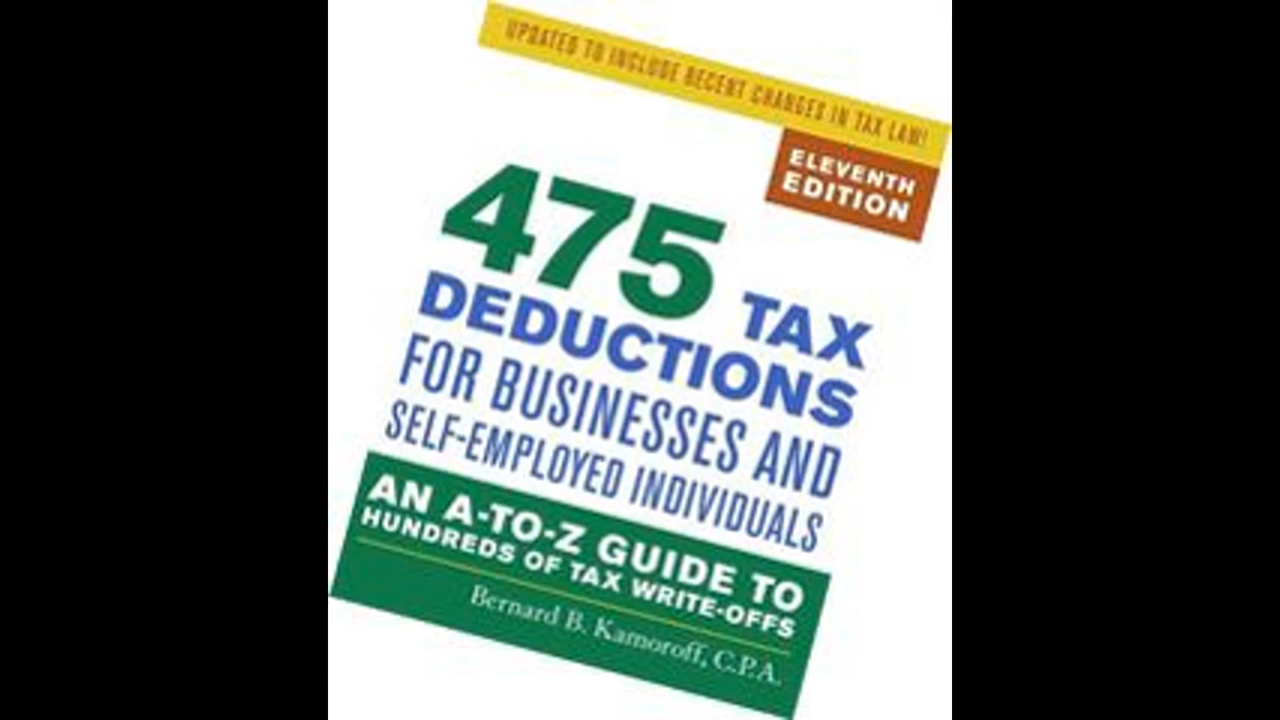 UPDATED TO INCLUDE RECENT CHANGES IN TAX LAW!
ELEVENTH
EDITION
475 TAX
DEDUCTIONS
FOR BUSINESSES AND
SELF-EMPLOYED INDIVIDUALS
AN A-TO-Z GUIDE TO
HUNDREDS OF TAX WRITE-OFFS
Bernard B. Kamoroff, C.P.A.